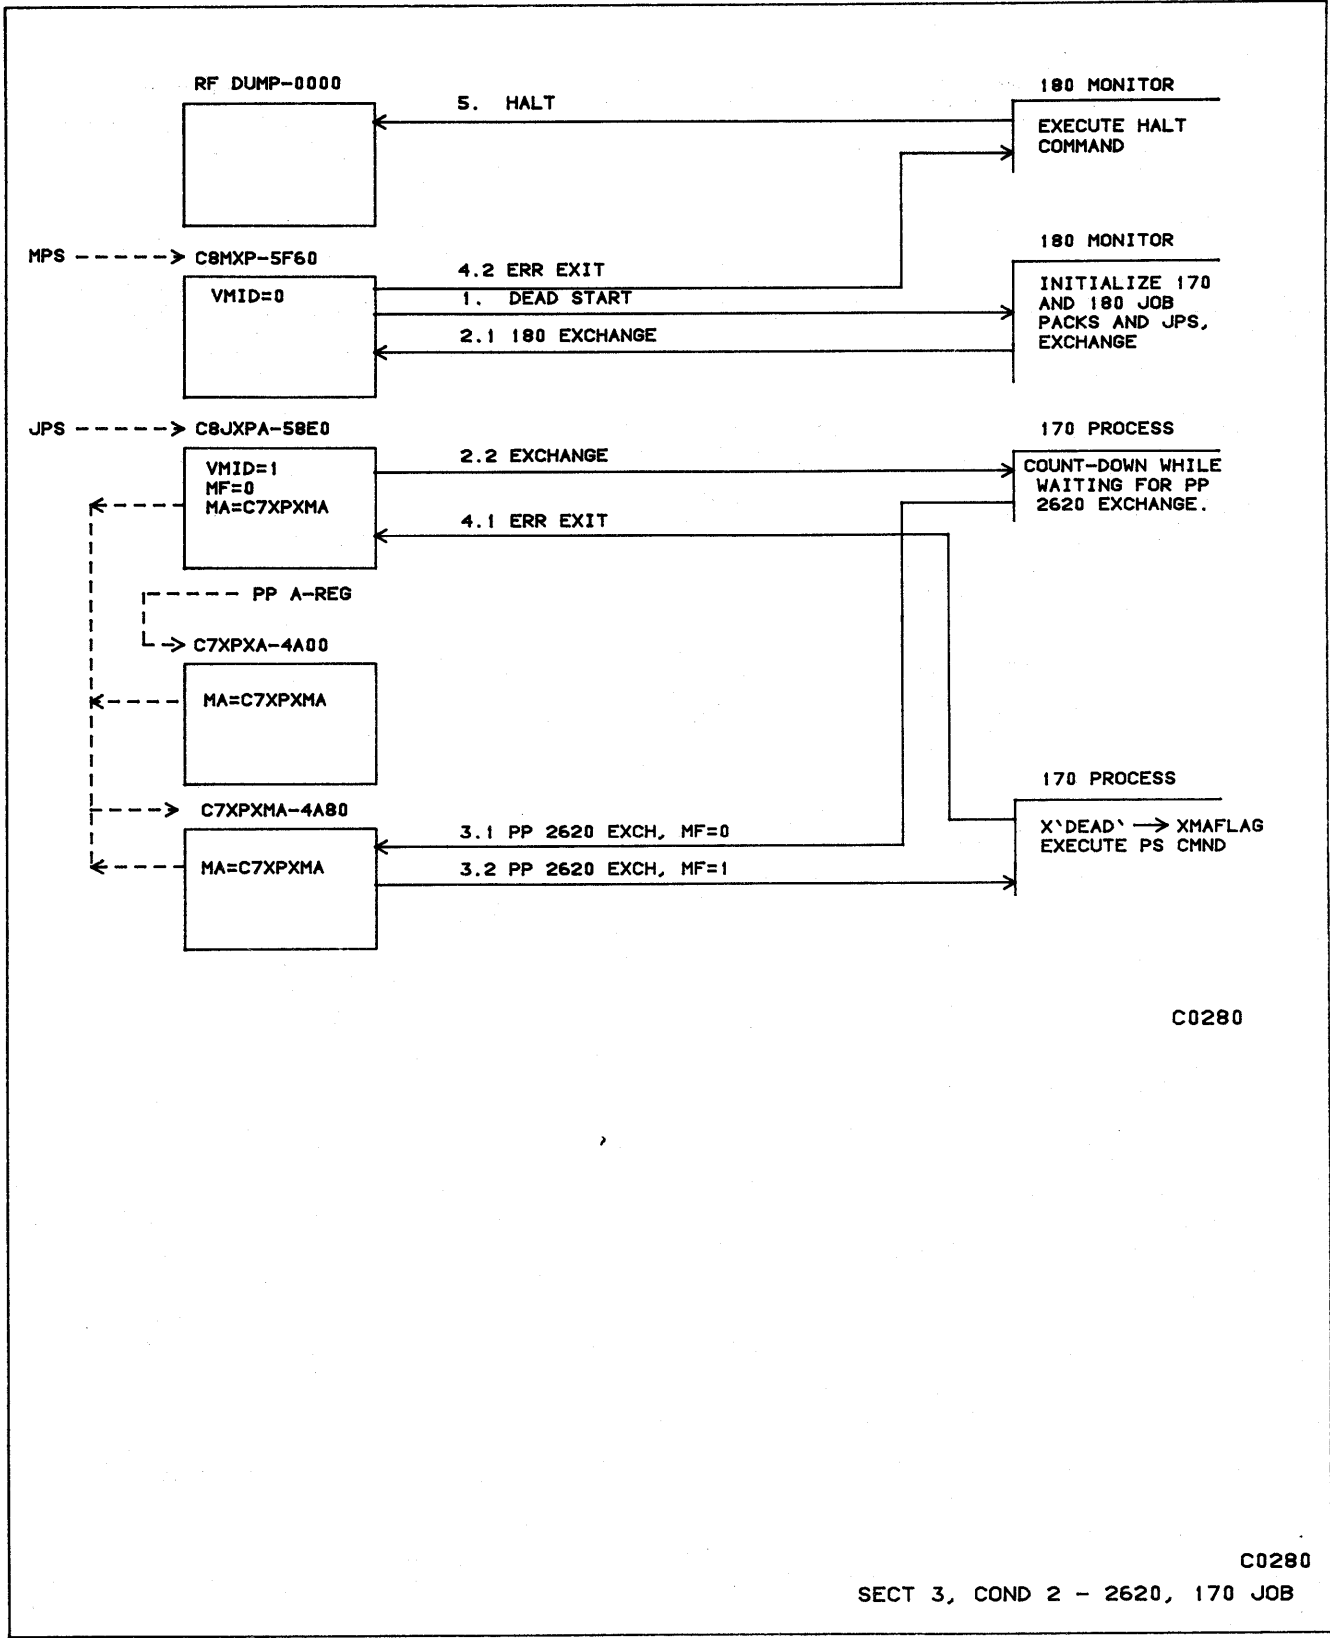 RF DUMP-0000
5. HALT
180 MONITOR
EXECUTE HALT
COMMAND
MPS
C8MXP-5F60
VMID=0
4.2 ERR EXIT
1. DEAD START
2.1 180 EXCHANGE
180 MONITOR
INITIALIZE 170
AND 180 JOB
PACKS AND JPS,
EXCHANGE
JPS
C8JXPA-58E0
VMID=1
MF=0
MA=C7XPXMA
2.2 EXCHANGE
4.1 ERR EXIT
170 PROCESS
COUNT-DOWN WHILE
WAITING FOR PP
2620 EXCHANGE.
PP A-REG
C7XPXA-4A00
MA=C7XPXMA
C7XPXMA-4A80
MA=C7XPXMA
3.1 PP 2620 EXCH, MF=0
3.2 PP 2620 EXCH, MF=1
170 PROCESS
X`DEAD` → XMAFLAG
EXECUTE PS CMND
C0280
C0280
SECT 3, COND 2 - 2620, 170 JOB